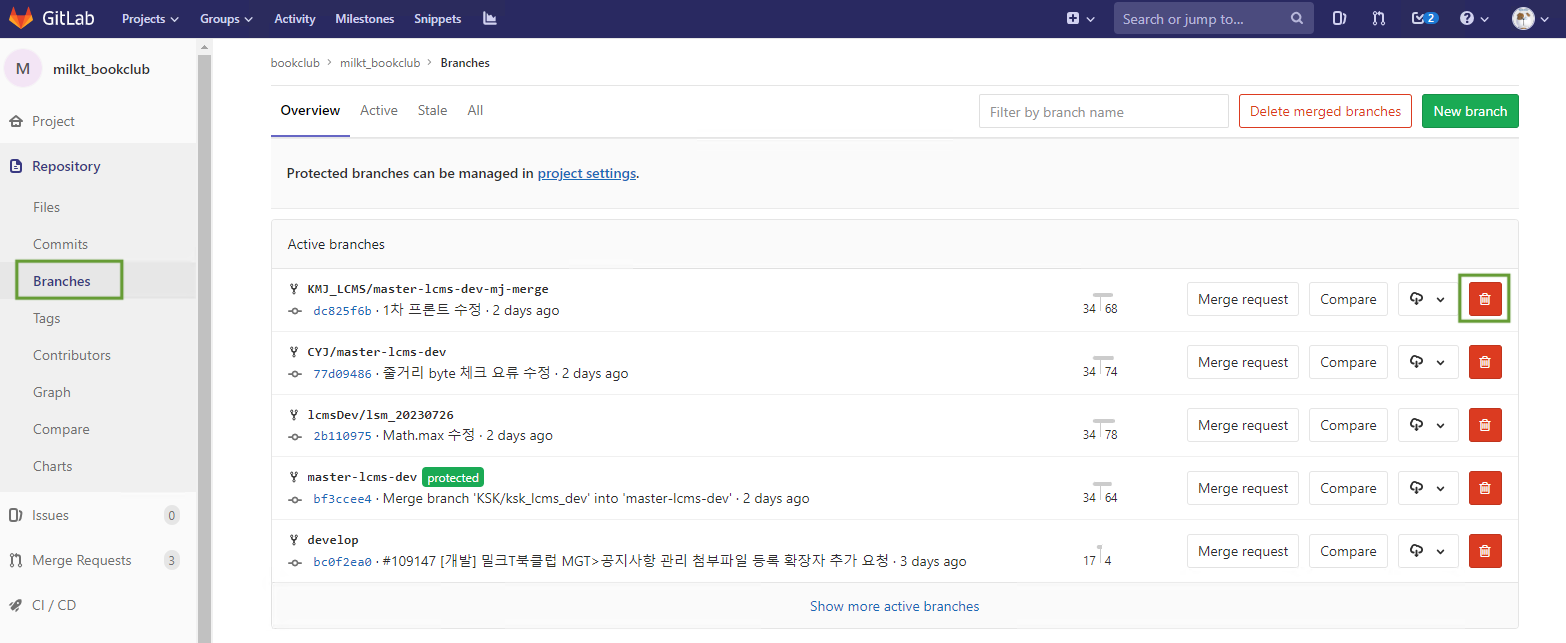 GitLab Projects Groups Activity Milestones Snippets Search or jump to... 2
M milkt_bookclub
Project
Repository
Files
Commits
Branches
Tags
Contributors
Graph
Compare
Charts
Issues 0
Merge Requests 3
CI / CD
bookclub > milkt_bookclub > Branches
Overview Active Stale All Filter by branch name Delete merged branches New branch
Protected branches can be managed in project settings.
Active branches
KMJ_LCMS/master-lcms-dev-mj-merge
dc825f6b · 1차 프론트 수정 · 2 days ago
34 68 Merge request Compare
CYJ/master-lcms-dev
77d09486 · 줄거리 byte 체크 요류 수정 · 2 days ago
34 74 Merge request Compare
lcmsDev/lsm_20230726
2b110975 · Math.max 수정 · 2 days ago
34 78 Merge request Compare
master-lcms-dev protected
bf3ccee4 · Merge branch 'KSK/ksk_lcms_dev' into 'master-lcms-dev' · 2 days ago
34 64 Merge request Compare
develop
bc0f2ea0 · #109147 [개발] 밀크T북클럽 MGT>공지사항 관리 첨부파일 등록 확장자 추가 요청 · 3 days ago
17 4 Merge request Compare
Show more active branches